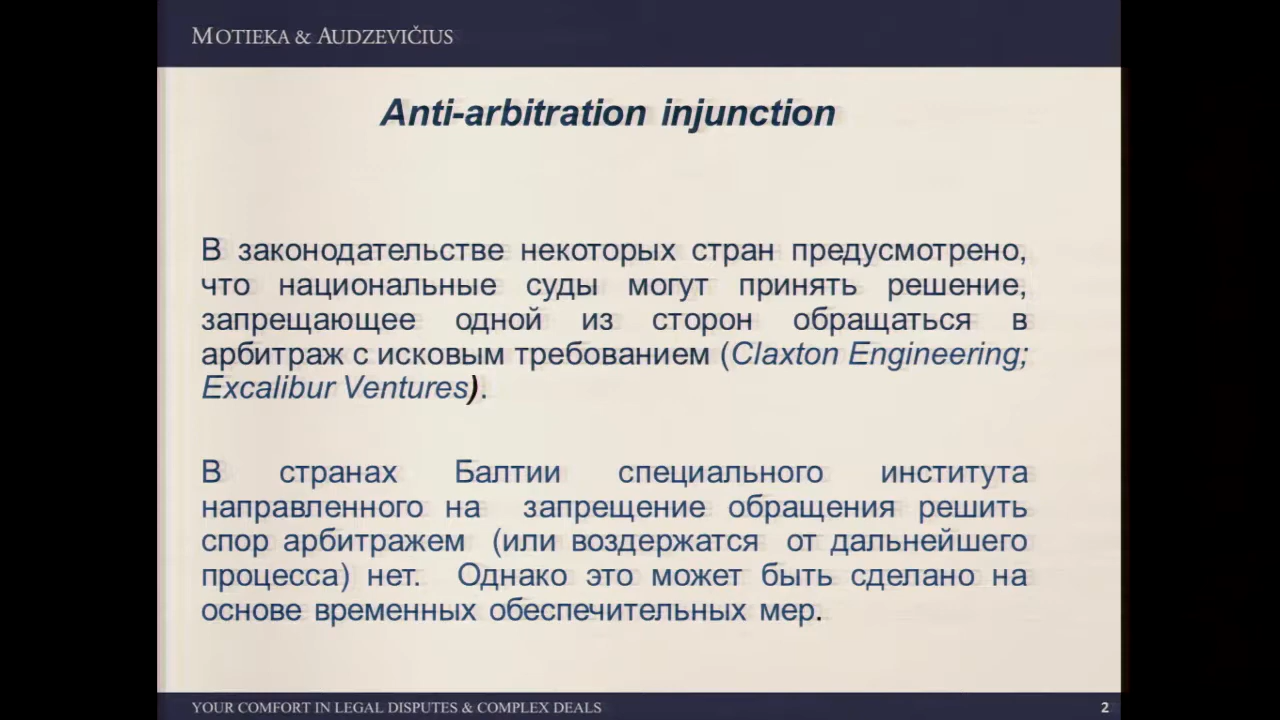 MOTIEKA & AUDZEVIČIUS
Anti-arbitration injunction
В законодательстве некоторых стран предусмотрено,
что национальные суды могут принять решение,
запрещающее одной из сторон обращаться в
арбитраж с исковым требованием (Claxton Engineering;
Excalibur Ventures).
В странах Балтии специального института
направленного на запрещение обращения решить
спор арбитражем (или воздержатся от дальнейшего
процесса) нет. Однако это может быть сделано на
основе временных обеспечительных мер.
YOUR COMFORT IN LEGAL DISPUTES & COMPLEX DEALS
2